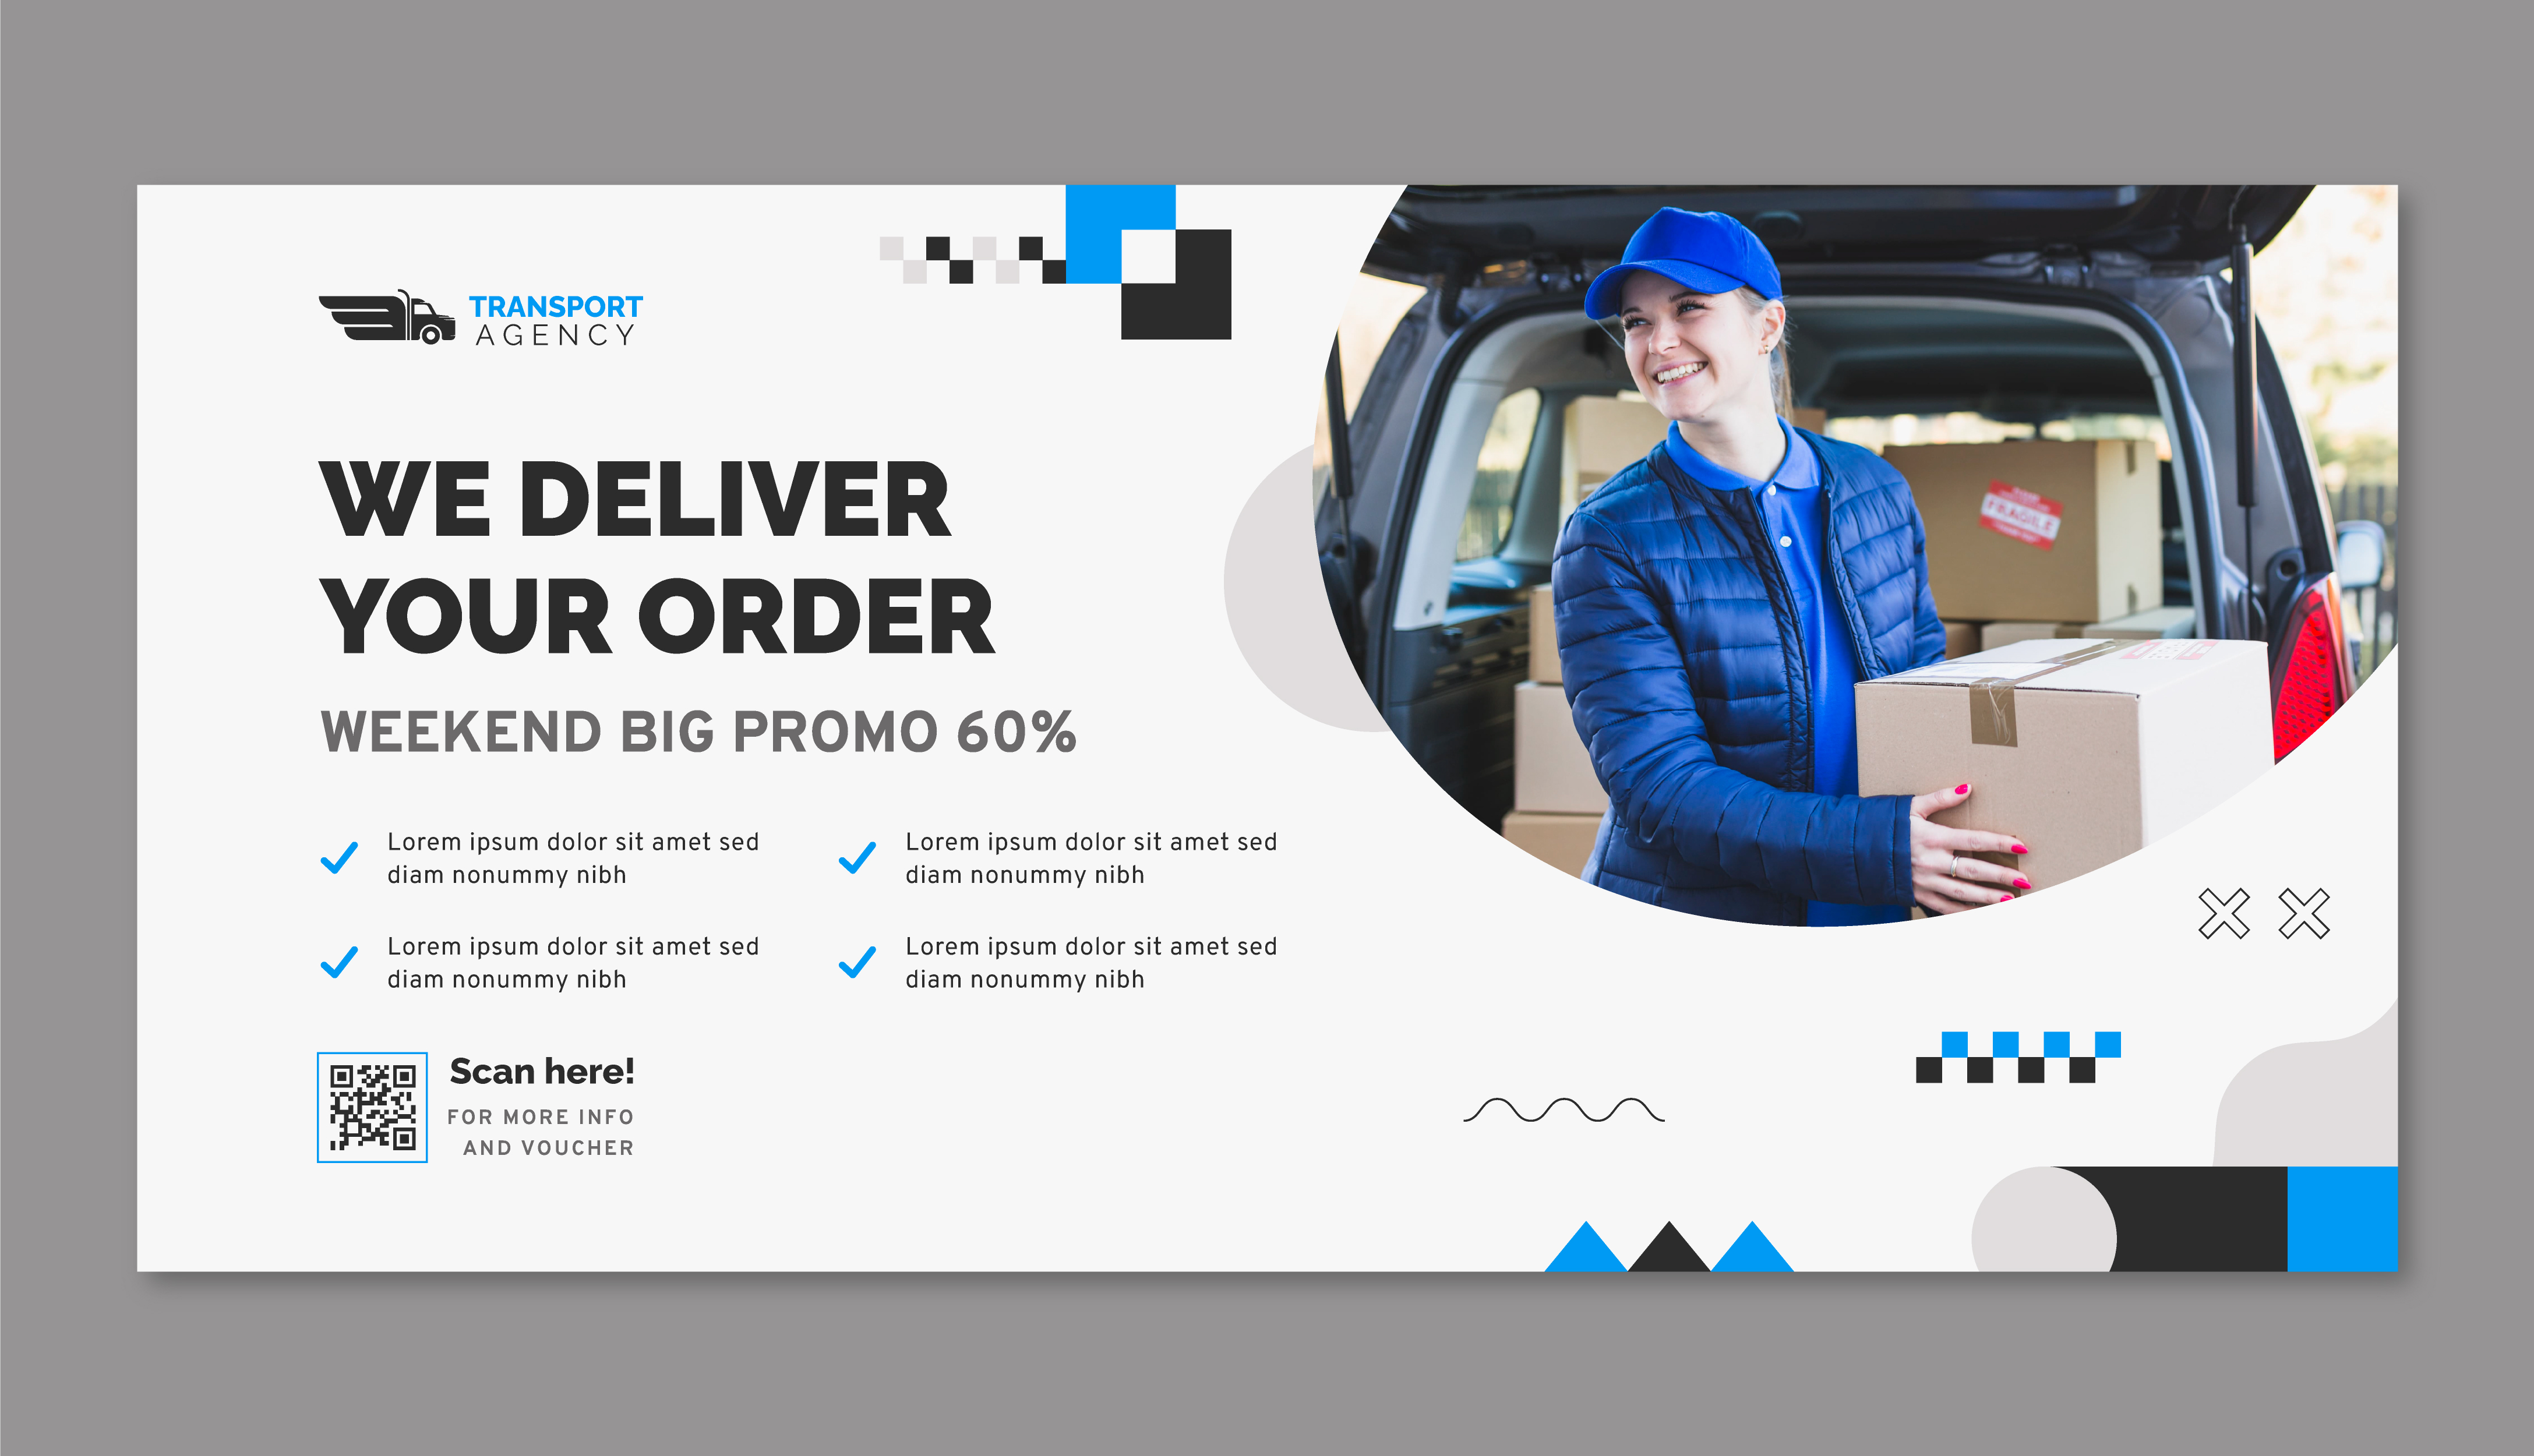 TRANSPORT
AGENCY
WE DELIVER
YOUR ORDER
WEEKEND BIG PROMO 60%
Lorem ipsum dolor sit amet sed
diam nonummy nibh
Lorem ipsum dolor sit amet sed
diam nonummy nibh
Lorem ipsum dolor sit amet sed
diam nonummy nibh
Lorem ipsum dolor sit amet sed
diam nonummy nibh
Scan here!
FOR MORE INFO
AND VOUCHER
FRAGILE